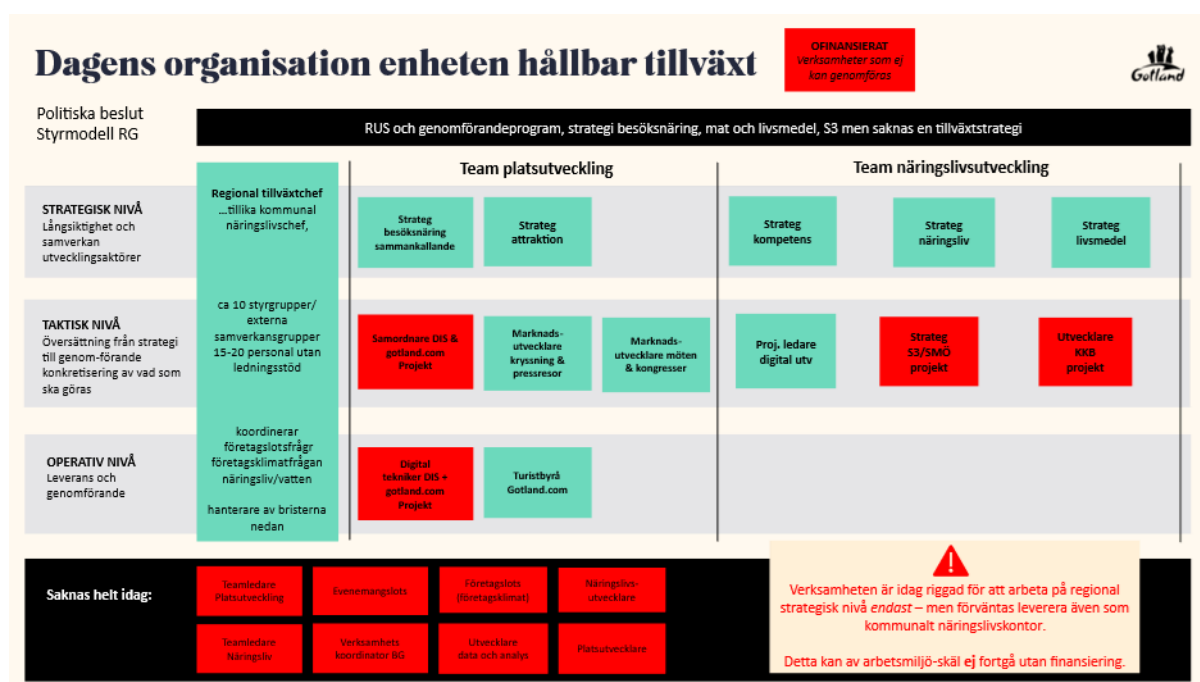 Dagens organisation enheten hållbar tillväxt
OFINANSIERAT
Verksamheter som ej
kan genomföras
Gotland
Politiska beslut
Styrmodell RG
RUS och genomförandeprogram, strategi besöksnäring, mat och livsmedel, S3 men saknas en tillväxtstrategi
Team platsutveckling
Team näringslivsutveckling
STRATEGISK NIVÅ
Långsiktighet och
samverkan
utvecklingsaktörer
Regional tillväxtchef
...tillika kommunal
näringslivschef,
Strateg
besöksnäring
sammankallande
Strateg
attraktion
Strateg
kompetens
Strateg
näringsliv
Strateg
livsmedel
TAKTISK NIVÅ
Översättning från strategi
till genom-förande
konkretisering av vad som
ska göras
ca 10 styrgrupper/
externa
samverkansgrupper
15-20 personal utan
ledningsstöd
Samordnare DIS &
gotland.com
Projekt
Marknads-
utvecklare
kryssning &
pressresor
Marknads-
utvecklare möten
& kongresser
Proj. ledare
digital utv
Strateg
S3/SMÖ
projekt
Utvecklare
KKB
projekt
OPERATIV NIVÅ
Leverans och
genomförande
koordinerar
företagslotsfrågr
företagsklimatfrågan
näringsliv/vatten
hanterare av bristerna
nedan
Digital
tekniker DIS +
gotland.com
Projekt
Turistbyrå
Gotland.com
Saknas helt idag:
Teamledare
Platsutveckling
Evenemangslots
Företagslots
(företagsklimat)
Näringslivs-
utvecklare
Teamledare
Näringsliv
Verksamhets
koordinator BG
Utvecklare
data och analys
Platsutvecklare
Verksamheten är idag riggad för att arbeta på regional
strategisk nivå endast – men förväntas leverera även som
kommunalt näringslivskontor.
Detta kan av arbetsmiljö-skäl ej fortgå utan finansiering.